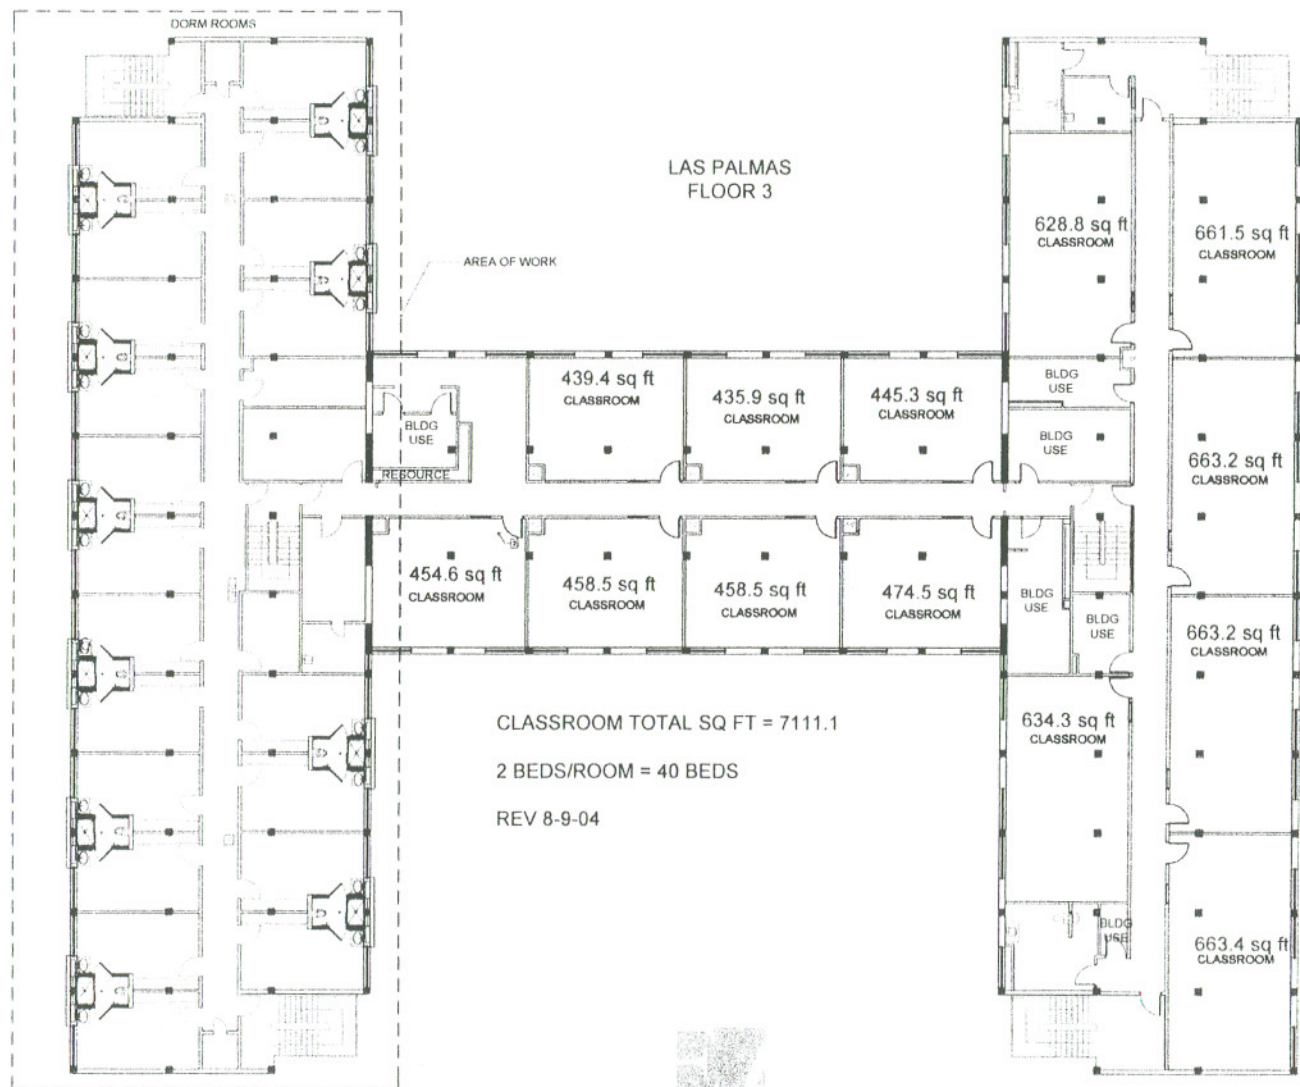 DORM ROOMS
LAS PALMAS
FLOOR 3
AREA OF WORK
628.8 sq ft
CLASSROOM
661.5 sq ft
CLASSROOM
439.4 sq ft
CLASSROOM
435.9 sq ft
CLASSROOM
445.3 sq ft
CLASSROOM
BLDG
USE
BLDG
USE
BLDG
USE
RESOURCE
663.2 sq ft
CLASSROOM
454.6 sq ft
CLASSROOM
458.5 sq ft
CLASSROOM
458.5 sq ft
CLASSROOM
474.5 sq ft
CLASSROOM
BLDG
USE
BLDG
USE
663.2 sq ft
CLASSROOM
634.3 sq ft
CLASSROOM
CLASSROOM TOTAL SQ FT = 7111.1
2 BEDS/ROOM = 40 BEDS
REV 8-9-04
BLDG
USE
663.4 sq ft
CLASSROOM